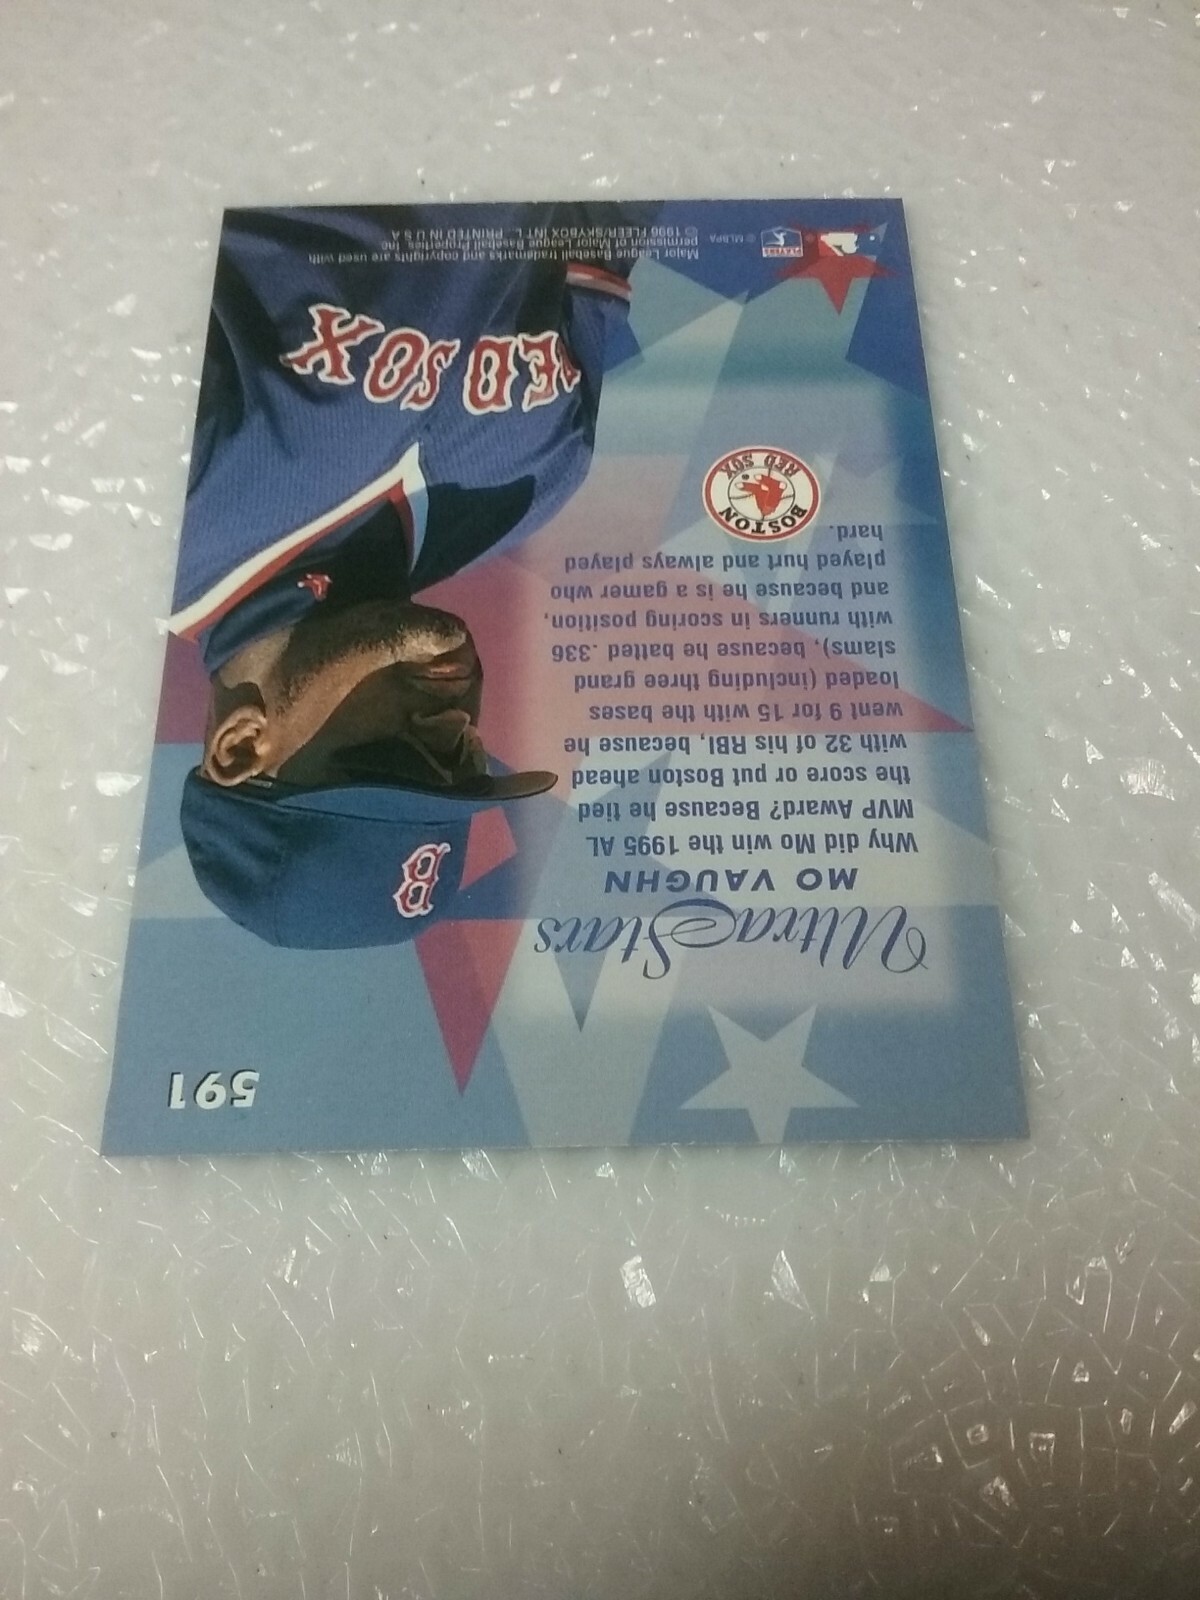 591
Ultra Stars
MO VAUGHN
Why did Mo win the 1995 AL
MVP Award? Because he tied
the score or put Boston ahead
with 32 of his RBI, because he
went 9 for 15 with the bases
loaded (including three grand
slams), because he batted .336
with runners in scoring position,
and because he is a gamer who
played hurt and always played
hard.
BOSTON
RED SOX
B
RED SOX
Major League Baseball trademarks and copyrights are used with
permission of Major League Baseball Properties, Inc.
© 1996 FLEER/SKYBOX INT'L. PRINTED IN U S A
© MLBPA
PLAYERS